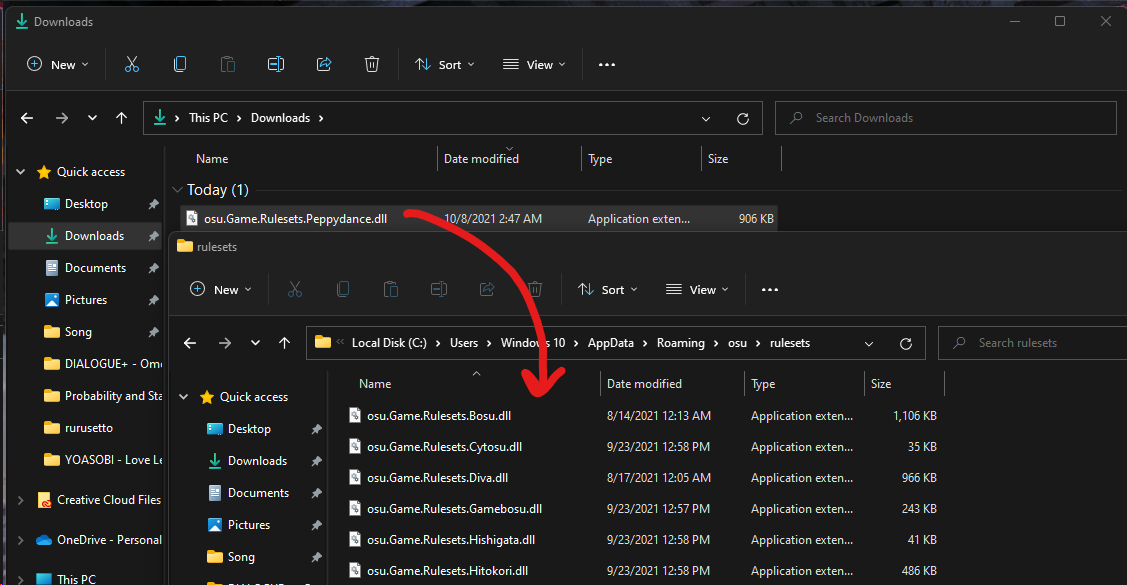 Downloads
New
Sort
View
This PC
Downloads
Search Downloads
Name
Date modified
Type
Size
Quick access
Today (1)
Desktop
osu.Game.Rulesets.Peppydance.dll
10/8/2021 2:47 AM
Application exten...
906 KB
Downloads
Documents
Pictures
Song
DIALOGUE+ - Om
Probability and Sta
rurusetto
YOASOBI - Love Le
Creative Cloud Files
OneDrive - Personal
This PC
rulesets
New
Sort
View
Local Disk (C:)
Users
Windows 10
AppData
Roaming
osu
rulesets
Search rulesets
Name
Date modified
Type
Size
Quick access
Desktop
Downloads
Documents
Pictures
Song
osu.Game.Rulesets.Bosu.dll
8/14/2021 12:13 AM
Application exten...
1,106 KB
osu.Game.Rulesets.Cytosu.dll
9/23/2021 12:58 PM
Application exten...
35 KB
osu.Game.Rulesets.Diva.dll
8/17/2021 12:05 AM
Application exten...
966 KB
osu.Game.Rulesets.Gamebosu.dll
9/23/2021 12:57 PM
Application exten...
243 KB
osu.Game.Rulesets.Hishigata.dll
9/23/2021 12:58 PM
Application exten...
41 KB
osu.Game.Rulesets.Hitokori.dll
9/23/2021 12:58 PM
Application exten...
486 KB